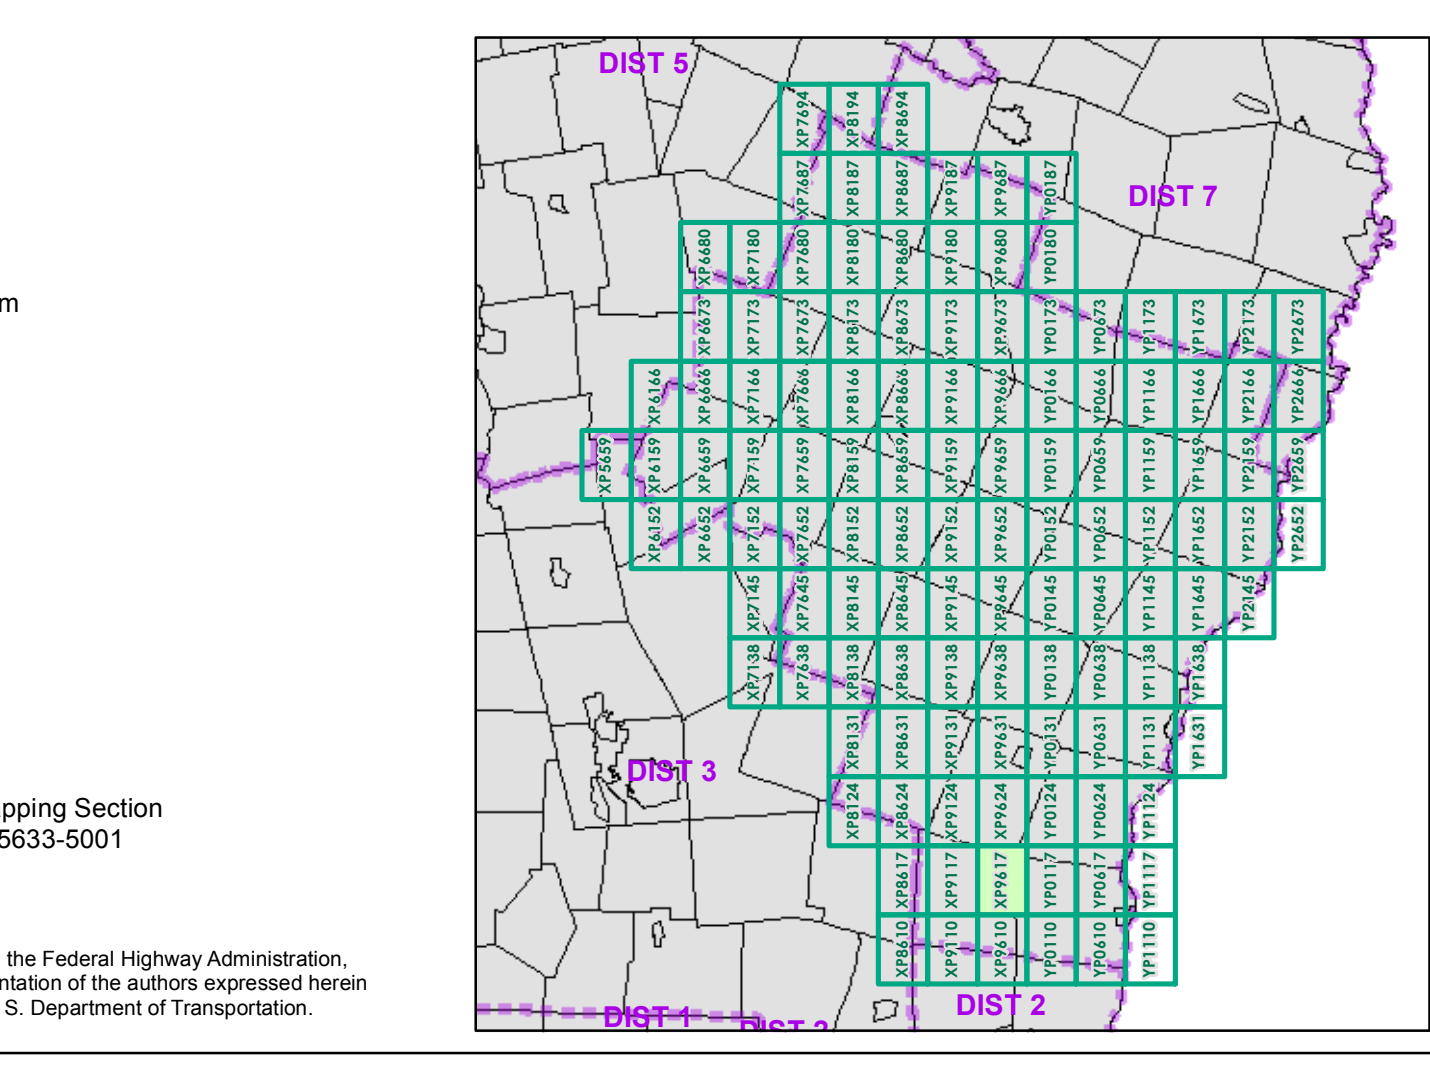 m
apping Section
5633-5001
the Federal Highway Administration,
ntation of the authors expressed herein
S. Department of Transportation.
DIST 5
XP7694 XP8194 XP8694
XP7687 XP8187 XP8687 XP9187 XP9687 YP0187
DIST 7
XP6680 XP7180 XP7680 XP8180 XP8680 XP9180 XP9680 YP0180
XP6673 XP7173 XP7673 XP8173 XP8673 XP9173 XP9673 YP0173 YP0673 YP1173 YP1673 YP2173 YP2673
XP6166 XP6666 XP7166 XP7666 XP8166 XP8666 XP9166 XP9666 YP0166 YP0666 YP1166 YP1666 YP2166 YP2666
XP5659 XP6159 XP6659 XP7159 XP7659 XP8159 XP8659 XP9159 XP9659 YP0159 YP0659 YP1159 YP1659 YP2159 YP2659
XP6152 XP6652 XP7152 XP7652 XP8152 XP8652 XP9152 XP9652 YP0152 YP0652 YP1152 YP1652 YP2152 YP2652
XP7145 XP7645 XP8145 XP8645 XP9145 XP9645 YP0145 YP0645 YP1145 YP1645 YP2145
XP7138 XP7638 XP8138 XP8638 XP9138 XP9638 YP0138 YP0638 YP1138 YP1638
XP8131 XP8631 XP9131 XP9631 YP0131 YP0631 YP1131 YP1631
DIST 3
XP8124 XP8624 XP9124 XP9624 YP0124 YP0624 YP1124
XP8617 XP9117 XP9617 YP0117 YP0617 YP1117
XP8610 XP9110 XP9610 YP0110 YP0610 YP1110
DIST 2
DIST 1
DIST 2